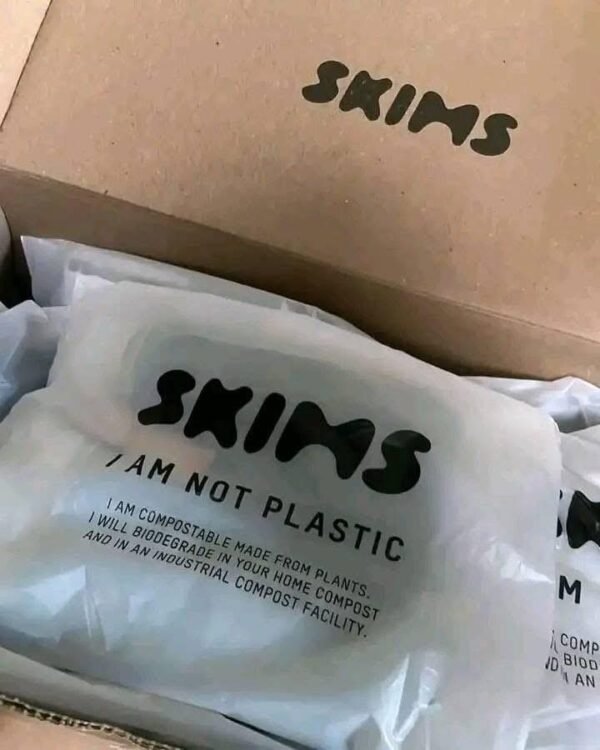 SKIMS
SKIMS
I AM NOT PLASTIC
I AM COMPOSTABLE MADE FROM PLANTS.
I WILL BIODEGRADE IN YOUR HOME COMPOST
AND IN AN INDUSTRIAL COMPOST FACILITY.
M
COMP
BIOD
AN